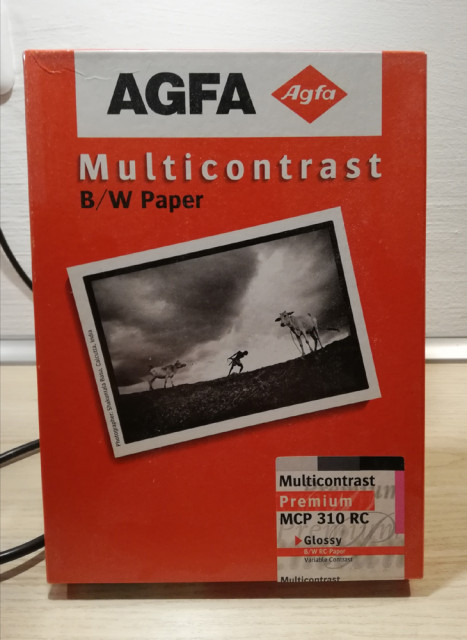 AGFA Agfa
Multicontrast
B/W Paper
Multicontrast
Premium
MCP 310 RC
Glossy
B/W RC Paper
Variable Contrast
Multicontrast